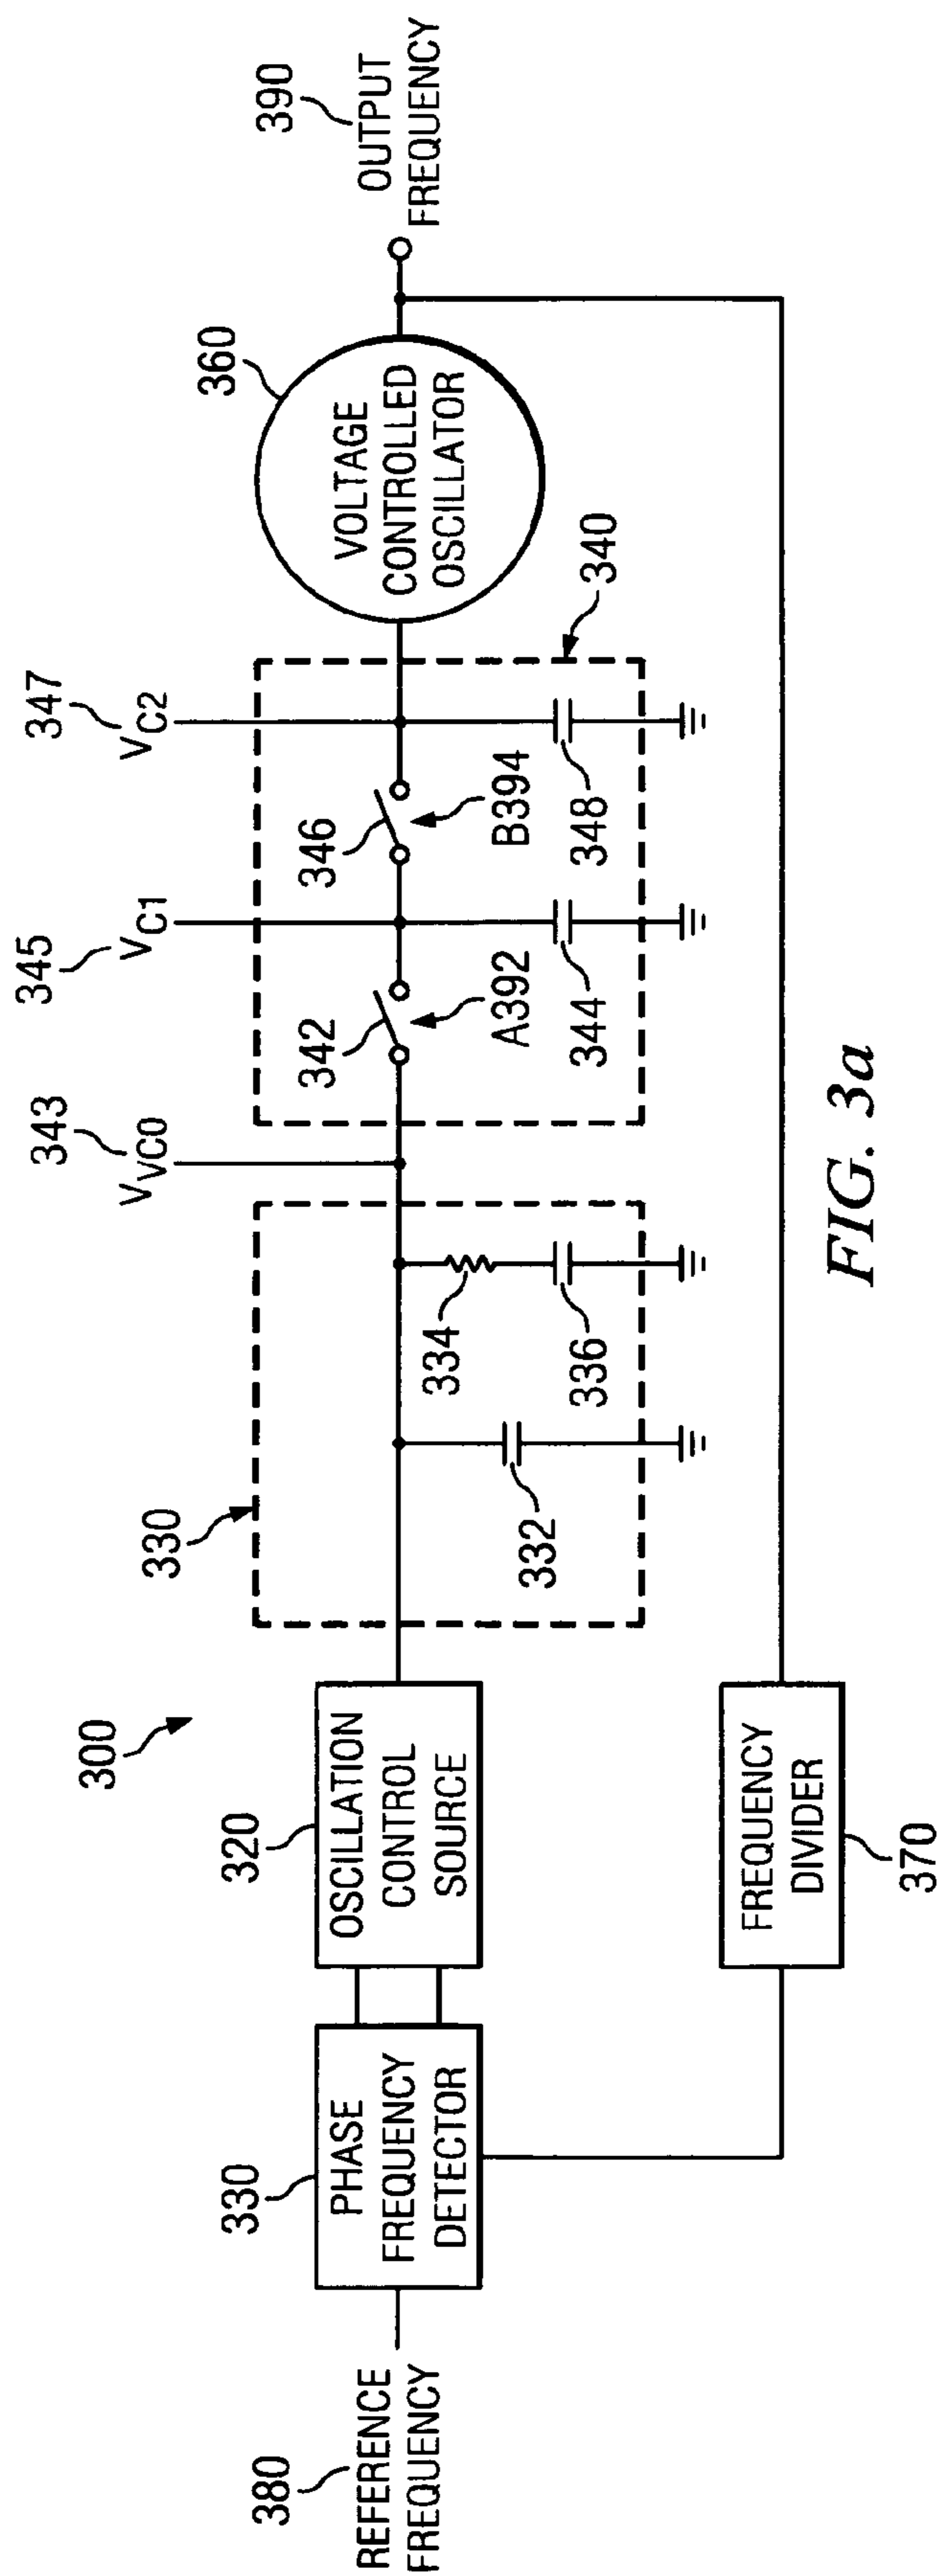 300
380
REFERENCE
FREQUENCY
330
PHASE
FREQUENCY
DETECTOR
320
OSCILLATION
CONTROL
SOURCE
330
332
334
336
343
VVCO
342
A392
344
345
VC1
346
B394
348
347
VC2
340
360
VOLTAGE
CONTROLLED
OSCILLATOR
390
OUTPUT
FREQUENCY
FREQUENCY
DIVIDER
370
FIG. 3a